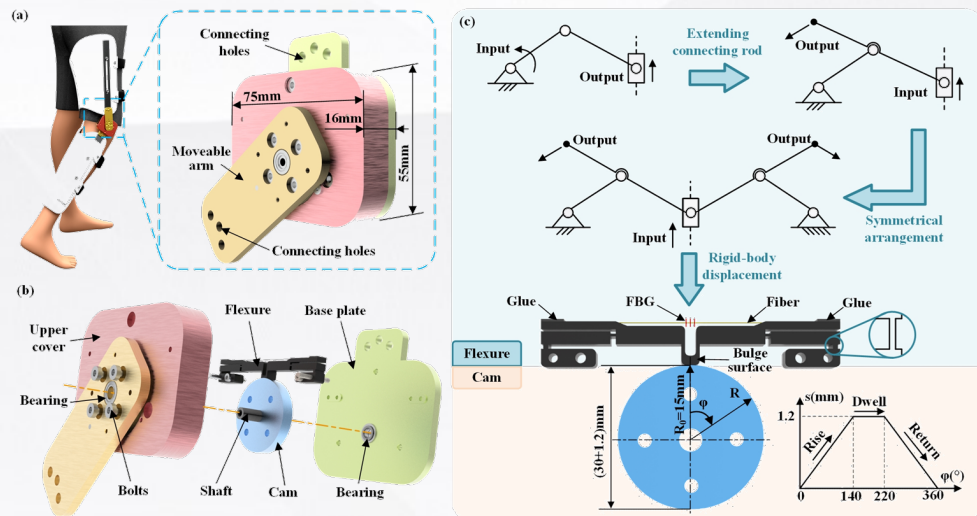 (a)
Connecting
holes
75mm
16mm
55mm
Moveable
arm
Connecting holes
(b)
Upper
cover
Flexure
Base plate
Bearing
Bolts
Shaft
Cam
Bearing
(c)
Input
Output
Extending
connecting rod
Output
Input
Output
Output
Input
Symmetrical
arrangement
Rigid-body
displacement
Glue
FBG
Fiber
Glue
Flexure
Cam
Bulge
surface
(30+1.2)mm
R₀=15mm
φ
R
s(mm)
1.2
Dwell
Rise
Return
φ(°)
0
140
220
360